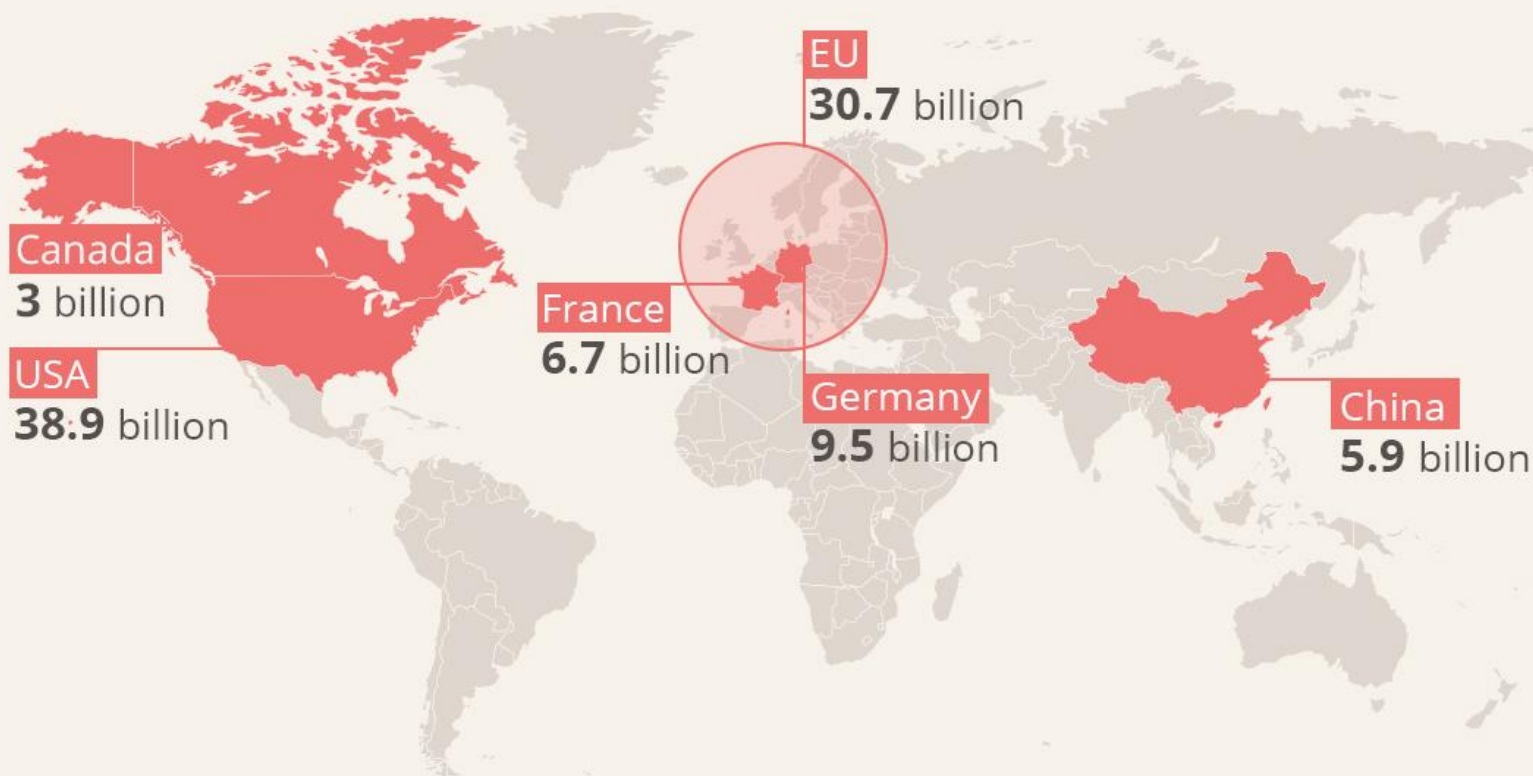 EU
30.7 billion
Canada
3 billion
France
6.7 billion
USA
38.9 billion
Germany
9.5 billion
China
5.9 billion